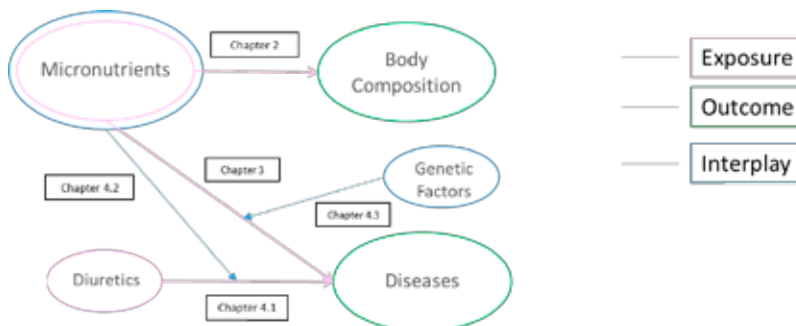 Chapter 2
Micronutrients
Body
Composition
Exposure
Outcome
Interplay
Chapter 3
Genetic
Factors
Chapter 4.2
Chapter 4.3
Diuretics
Diseases
Chapter 4.1